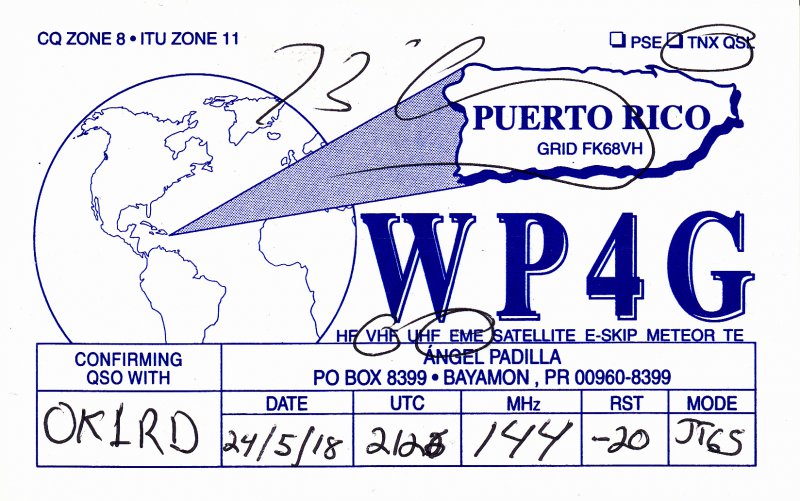 CQ ZONE 8 • ITU ZONE 11
☐ PSE ☐ TNX QSL
73
PUERTO RICO
GRID FK68VH
WP4G
HF VHF UHF EME SATELLITE E-SKIP METEOR TE
CONFIRMING
QSO WITH
ÁNGEL PADILLA
PO BOX 8399 • BAYAMON , PR 00960-8399
DATE UTC MHz RST MODE
OK1RD 24/5/18 144 -20 JT65